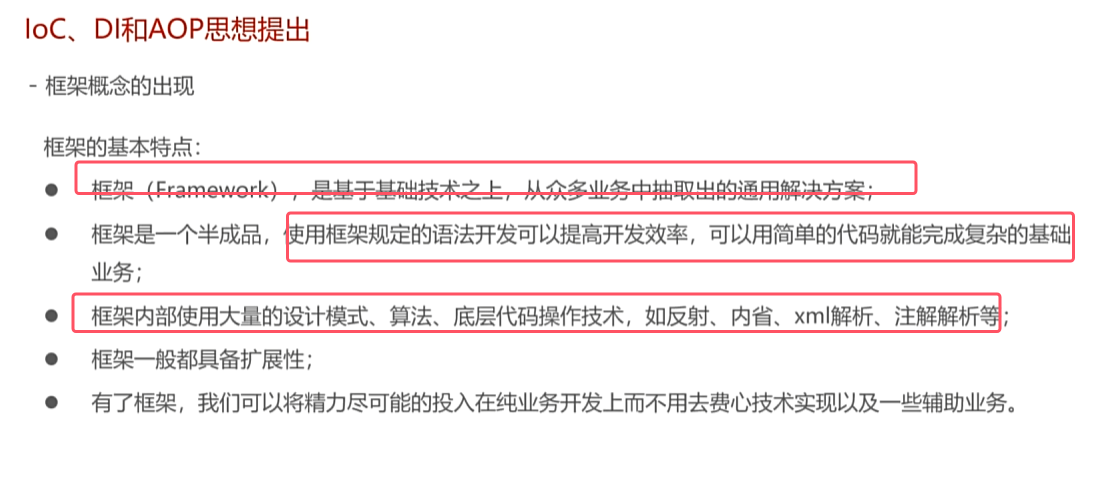 IoC、DI和AOP思想提出
- 框架概念的出现
框架的基本特点：
● 框架（Framework），是基于基础技术之上，从众多业务中抽取出的通用解决方案；
● 框架是一个半成品，使用框架规定的语法开发可以提高开发效率，可以用简单的代码就能完成复杂的基础
业务；
● 框架内部使用大量的设计模式、算法、底层代码操作技术，如反射、内省、xml解析、注解解析等；
● 框架一般都具备扩展性；
● 有了框架，我们可以将精力尽可能的投入在纯业务开发上而不用去费心技术实现以及一些辅助业务。